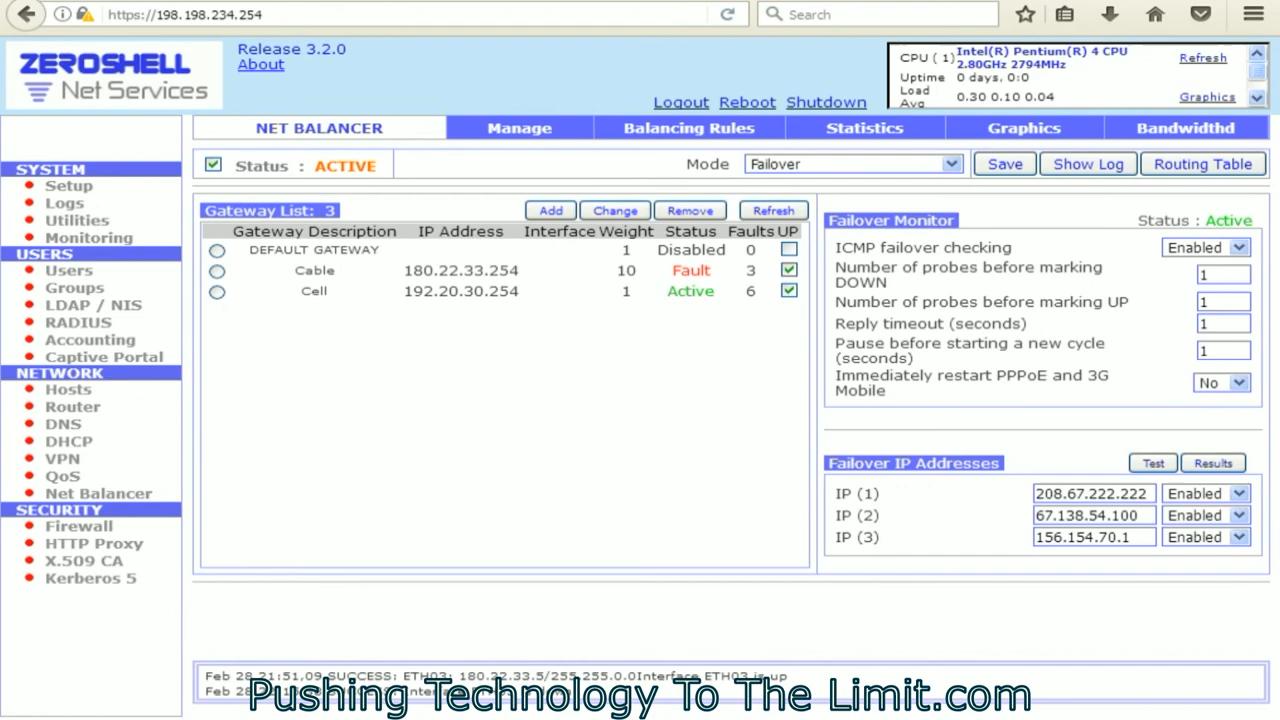 https://198.198.234.254
Search
ZEROSHELL
Net Services
Release 3.2.0
About
Logout Reboot Shutdown
CPU ( 1) Intel(R) Pentium(R) 4 CPU
2.80GHz 2794MHz
Refresh
Uptime 0 days, 0:0
Load
Avg 0.30 0.10 0.04
Graphics
NET BALANCER
Manage
Balancing Rules
Statistics
Graphics
Bandwidthd
Status : ACTIVE
Mode Failover
Save
Show Log
Routing Table
SYSTEM
Setup
Logs
Utilities
Monitoring
USERS
Users
Groups
LDAP / NIS
RADIUS
Accounting
Captive Portal
NETWORK
Hosts
Router
DNS
DHCP
VPN
QoS
Net Balancer
SECURITY
Firewall
HTTP Proxy
X.509 CA
Kerberos 5
Gateway List: 3
Add
Change
Remove
Refresh
Gateway Description IP Address Interface Weight Status Faults UP
DEFAULT GATEWAY 1 Disabled 0
Cable 180.22.33.254 10 Fault 3
Cell 192.20.30.254 1 Active 6
Failover Monitor
Status : Active
ICMP failover checking Enabled
Number of probes before marking
DOWN 1
Number of probes before marking UP 1
Reply timeout (seconds) 1
Pause before starting a new cycle
(seconds) 1
Immediately restart PPPoE and 3G
Mobile No
Failover IP Addresses
Test
Results
IP (1) 208.67.222.222 Enabled
IP (2) 67.138.54.100 Enabled
IP (3) 156.154.70.1 Enabled
Feb 28 21:51,09 SUCCESS: ETH03: 180.22.33.5/255.255.0.0Interface ETH03 is up
Feb 28
Pushing Technology To The Limit.com